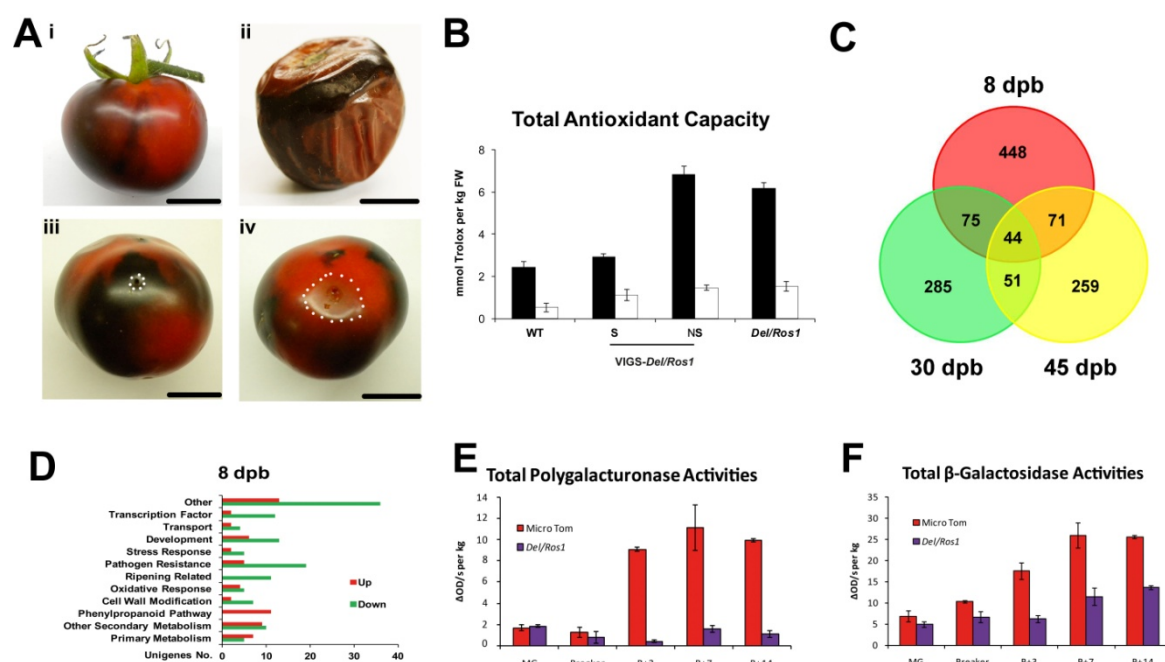 A
i
ii
iii
iv
B
Total Antioxidant Capacity
mmol Trolox per kg FW
8
6
4
2
0
WT
S
NS
Del/Ros1
VIGS-Del/Ros1
C
8 dpb
448
75
44
71
285
51
259
30 dpb
45 dpb
D
8 dpb
Other
Transcription Factor
Transport
Development
Stress Response
Pathogen Resistance
Ripening Related
Oxidative Response
Cell Wall Modification
Phenylpropanoid Pathway
Other Secondary Metabolism
Primary Metabolism
Up
Down
Unigenes No.
0
10
20
30
40
E
Total Polygalacturonase Activities
ΔOD/s per kg
14
12
10
8
6
4
2
0
Micro Tom
Del/Ros1
F
Total β-Galactosidase Activities
ΔOD/s per kg
35
30
25
20
15
10
5
0
Micro Tom
Del/Ros1